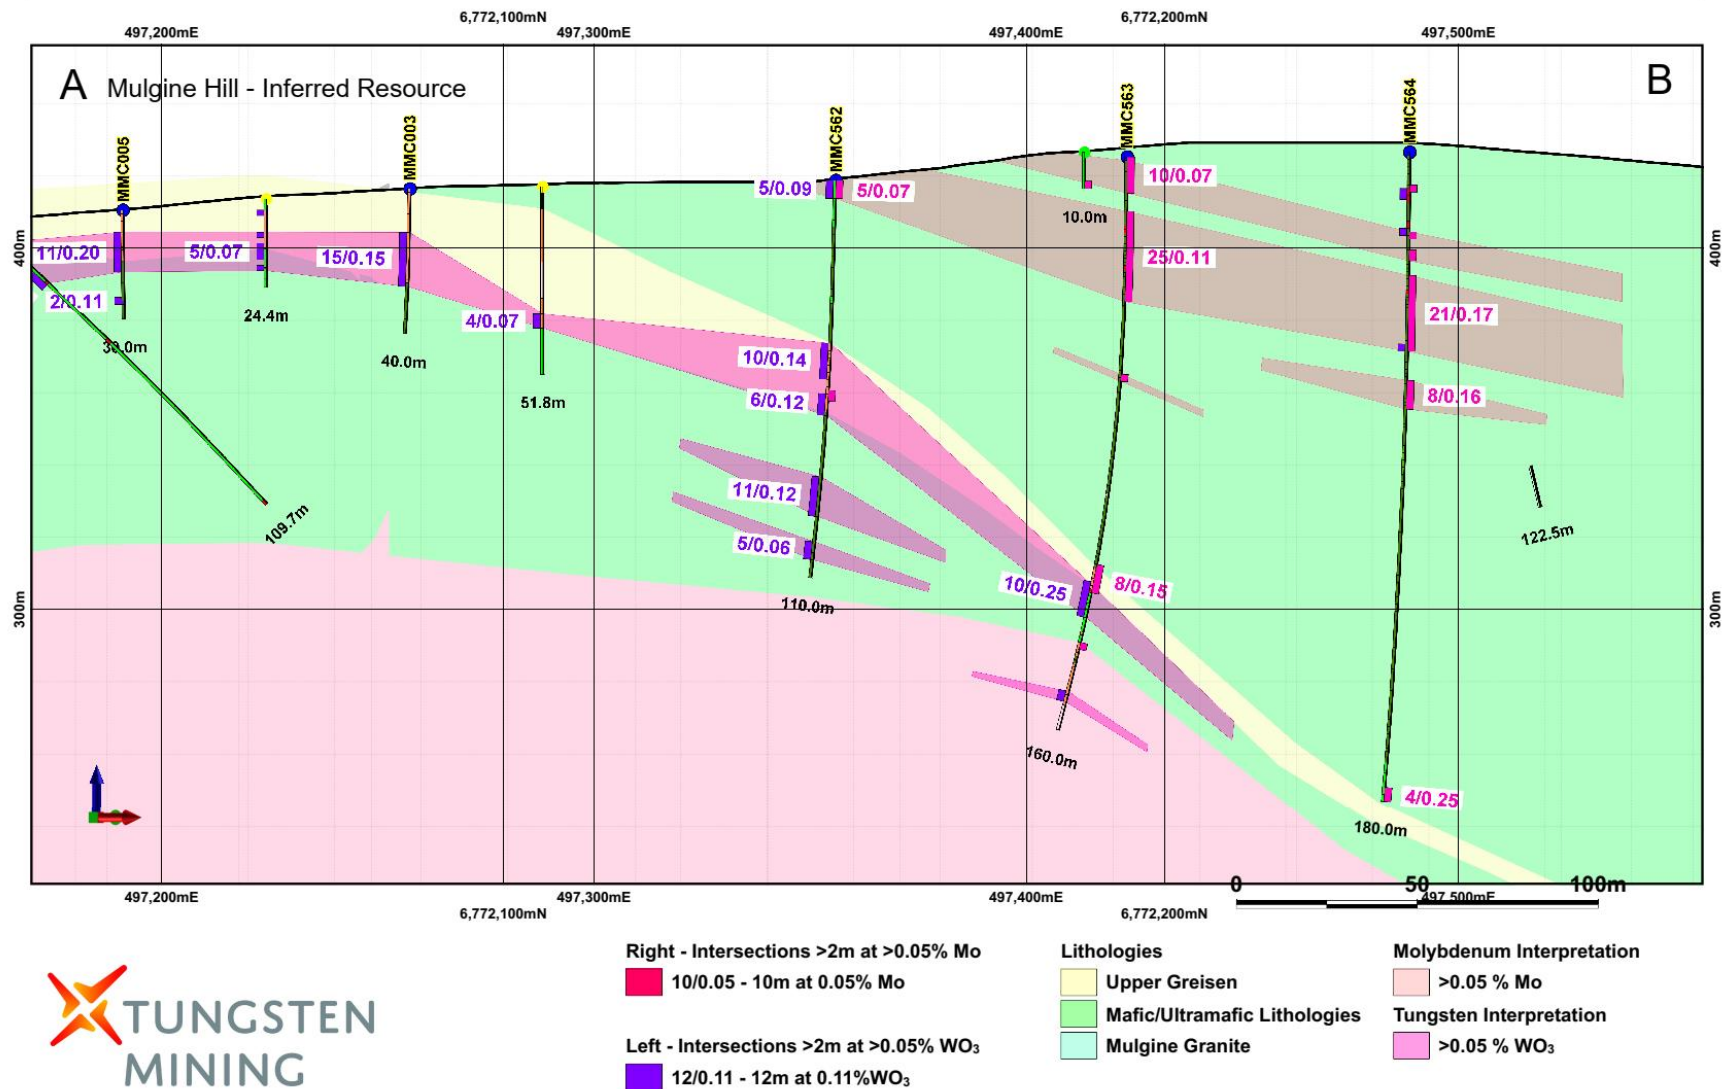 6,772,100mN 6,772,200mN
497,200mE 497,300mE 497,400mE 497,500mE
A Mulgine Hill - Inferred Resource B
MMC005
MMC003
MMC562
MMC563
MMC564
400m
400m
300m
300m
11/0.20
2/0.11
30.0m
5/0.07
24.4m
15/0.15
40.0m
4/0.07
51.8m
109.7m
5/0.09 5/0.07
10/0.14
6/0.12
11/0.12
5/0.06
110.0m
10.0m
10/0.07
25/0.11
10/0.25 8/0.15
160.0m
21/0.17
8/0.16
4/0.25
180.0m
122.5m
0 50 100m
497,200mE 497,300mE 497,400mE 497,500mE
6,772,100mN 6,772,200mN
TUNGSTEN
MINING
Right - Intersections >2m at >0.05% Mo
10/0.05 - 10m at 0.05% Mo
Left - Intersections >2m at >0.05% WO₃
12/0.11 - 12m at 0.11%WO₃
Lithologies
Upper Greisen
Mafic/Ultramafic Lithologies
Mulgine Granite
Molybdenum Interpretation
>0.05 % Mo
Tungsten Interpretation
>0.05 % WO₃